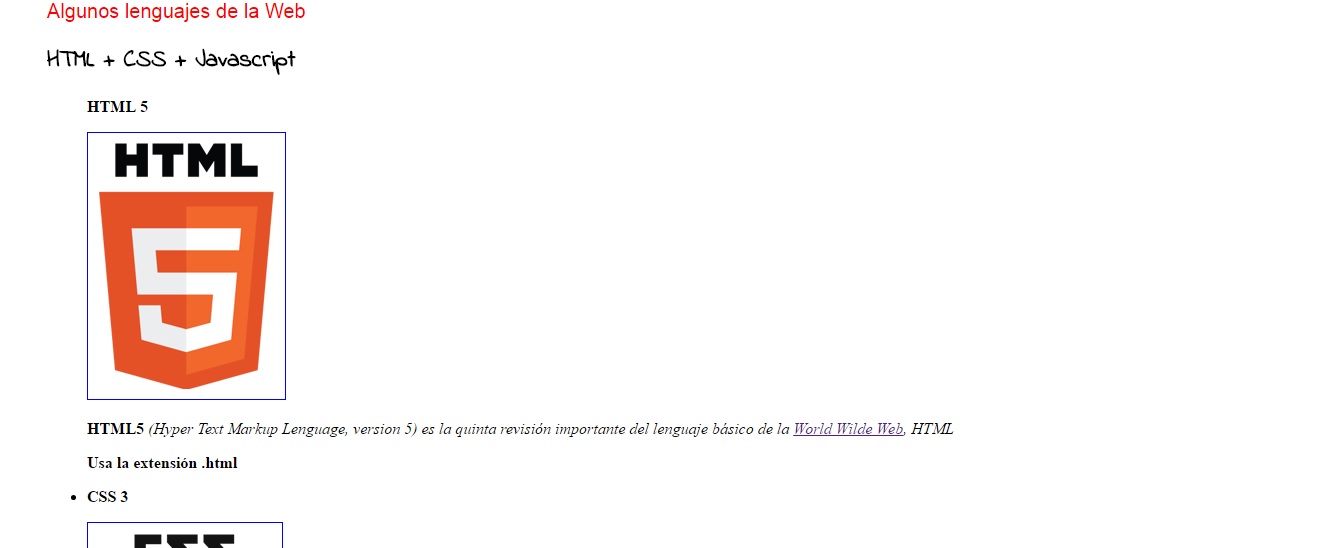 Algunos lenguajes de la Web
HTML + CSS + Javascript
HTML 5
HTML
5
HTML5 (Hyper Text Markup Lenguage, version 5) es la quinta revisión importante del lenguaje básico de la World Wilde Web, HTML
Usa la extensión .html
• CSS 3
CSS